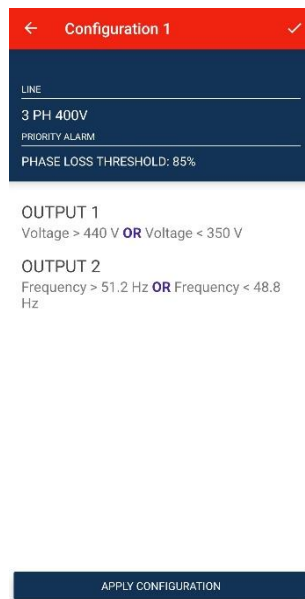 Configuration 1
LINE
3 PH 400V
PRIORITY ALARM
PHASE LOSS THRESHOLD: 85%
OUTPUT 1
Voltage > 440 V OR Voltage < 350 V
OUTPUT 2
Frequency > 51.2 Hz OR Frequency < 48.8
Hz
APPLY CONFIGURATION